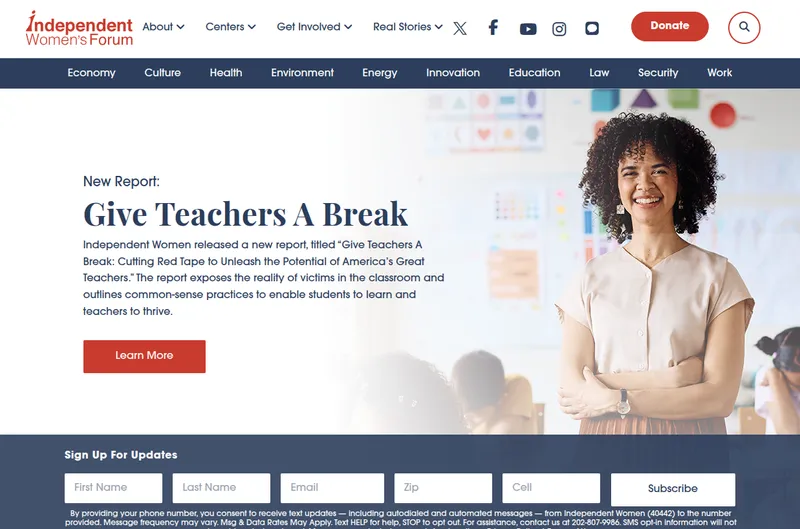 independent
Women's Forum
About
Centers
Get Involved
Real Stories
Donate
Economy
Culture
Health
Environment
Energy
Innovation
Education
Law
Security
Work
New Report:
Give Teachers A Break
Independent Women released a new report, titled “Give Teachers A
Break: Cutting Red Tape to Unleash the Potential of America’s Great
Teachers.” The report exposes the reality of victims in the classroom and
outlines common-sense practices to enable students to learn and
teachers to thrive.
Learn More
Sign Up For Updates
First Name
Last Name
Email
Zip
Cell
Subscribe
By providing your phone number, you consent to receive text updates — including autodialed and automated messages — from Independent Women (40442) to the number
provided. Message frequency may vary. Msg & Data Rates May Apply. Text HELP for help, STOP to opt out. For assistance, contact us at 202-807-9986. SMS opt-in information will not